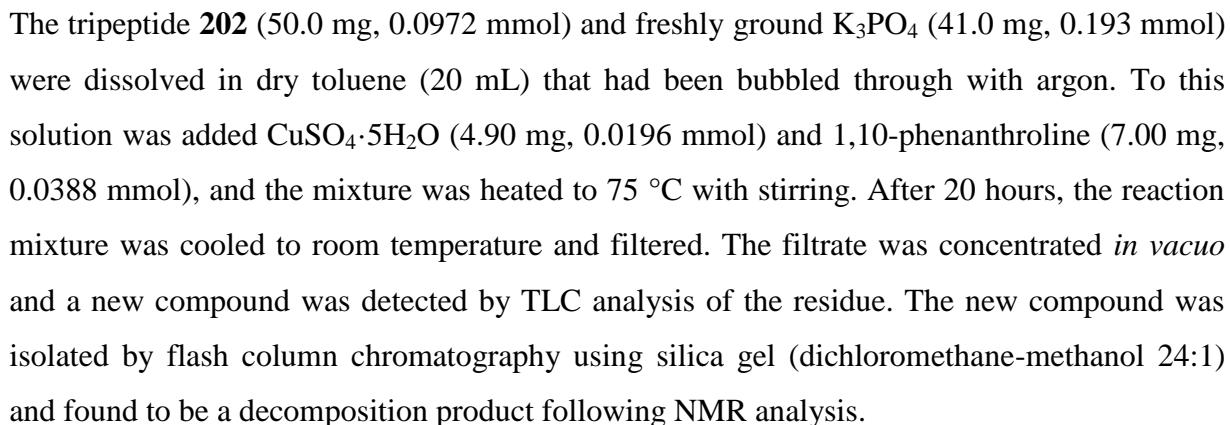 The tripeptide 202 (50.0 mg, 0.0972 mmol) and freshly ground K₃PO₄ (41.0 mg, 0.193 mmol)
were dissolved in dry toluene (20 mL) that had been bubbled through with argon. To this
solution was added CuSO₄·5H₂O (4.90 mg, 0.0196 mmol) and 1,10-phenanthroline (7.00 mg,
0.0388 mmol), and the mixture was heated to 75 °C with stirring. After 20 hours, the reaction
mixture was cooled to room temperature and filtered. The filtrate was concentrated in vacuo
and a new compound was detected by TLC analysis of the residue. The new compound was
isolated by flash column chromatography using silica gel (dichloromethane-methanol 24:1)
and found to be a decomposition product following NMR analysis.